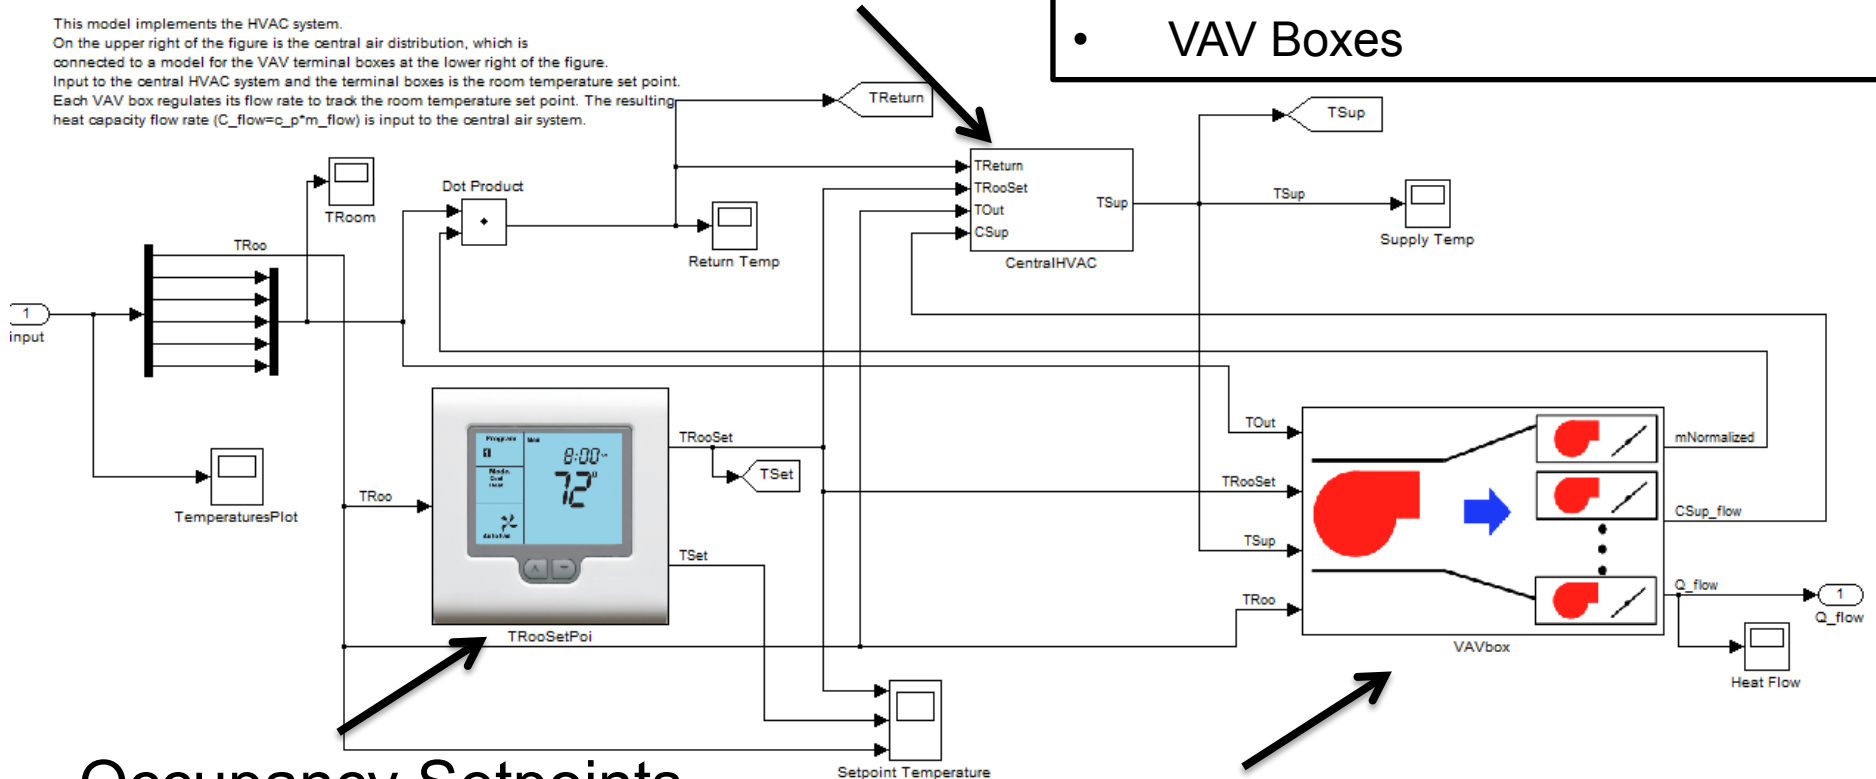 This model implements the HVAC system.
On the upper right of the figure is the central air distribution, which is
connected to a model for the VAV terminal boxes at the lower right of the figure.
Input to the central HVAC system and the terminal boxes is the room temperature set point.
Each VAV box regulates its flow rate to track the room temperature set point. The resulting
heat capacity flow rate (C_flow=c_p*m_flow) is input to the central air system.
• VAV Boxes
TReturn
TSup
TRoom
Dot Product
Return Temp
TReturn
TRooSet
TOut
CSup
TSup
CentralHVAC
TSup
Supply Temp
TRoo
1
input
TemperaturesPlot
TRoo
Program
8:00
72°
TRooSetPoi
TRooSet
TSet
TSet
Setpoint Temperature
TOut
TRooSet
TSup
TRoo
VAVbox
mNormalized
CSup_flow
Q_flow
1
Q_flow
Heat Flow
Occupancy Setpoints